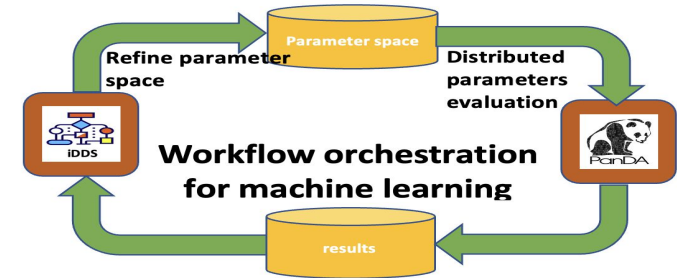 Parameter space
Refine parameter
space
Distributed
parameters
evaluation
iDDS
PanDA
Workflow orchestration
for machine learning
results